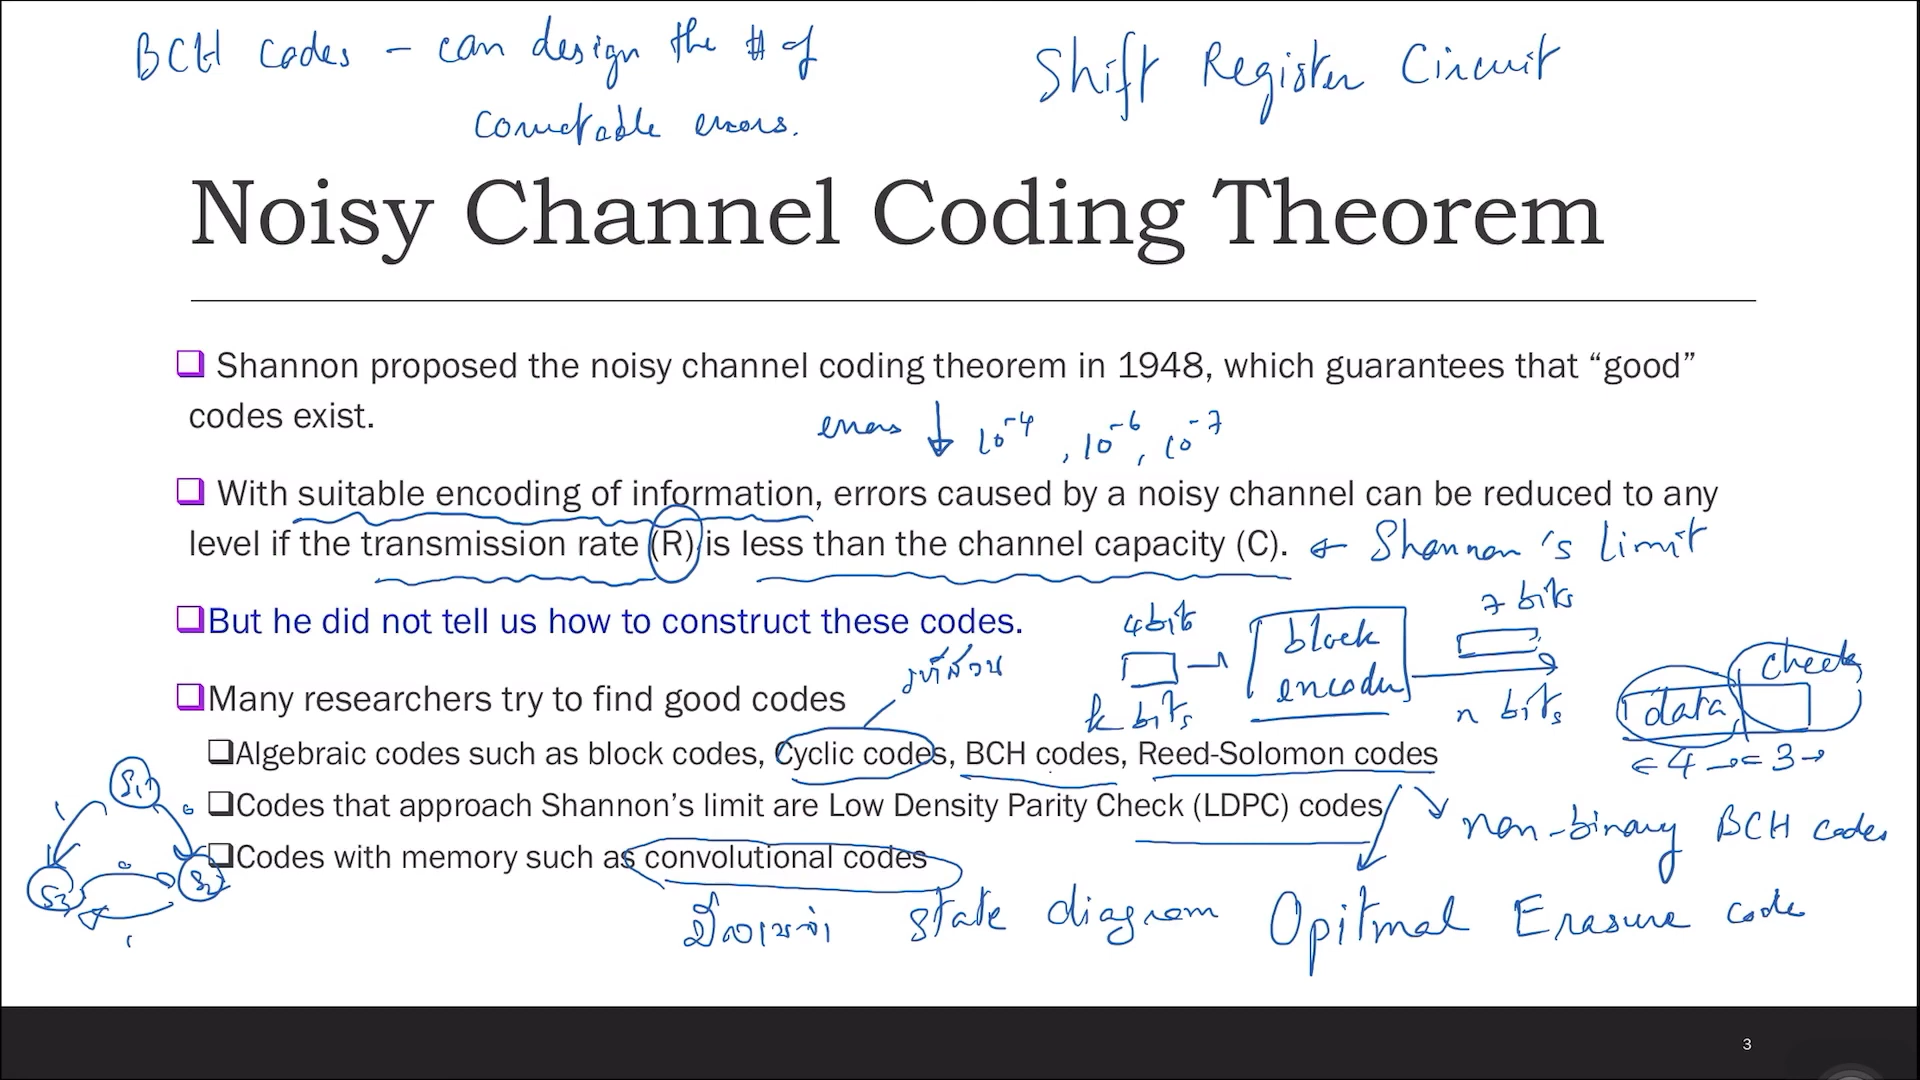 BCH Codes - can design the # of
correctable errors.
Shift Register Circuit
Noisy Channel Coding Theorem
❑ Shannon proposed the noisy channel coding theorem in 1948, which guarantees that “good”
codes exist.
errors ↓ 10⁻⁴, 10⁻⁶, 10⁻⁷
❑ With suitable encoding of information, errors caused by a noisy channel can be reduced to any
level if the transmission rate (R) is less than the channel capacity (C). ← Shannon's limit
❑But he did not tell us how to construct these codes.
4bit
k bits
block
encoder
7 bits
n bits
data
check
←4→←3→
❑Many researchers try to find good codes
❑Algebraic codes such as block codes, Cyclic codes, BCH codes, Reed-Solomon codes
❑Codes that approach Shannon’s limit are Low Density Parity Check (LDPC) codes
non-binary BCH codes
❑Codes with memory such as convolutional codes
S1
S2
S3
1
0
0
1
state diagram
Opitmal Erasure code
3